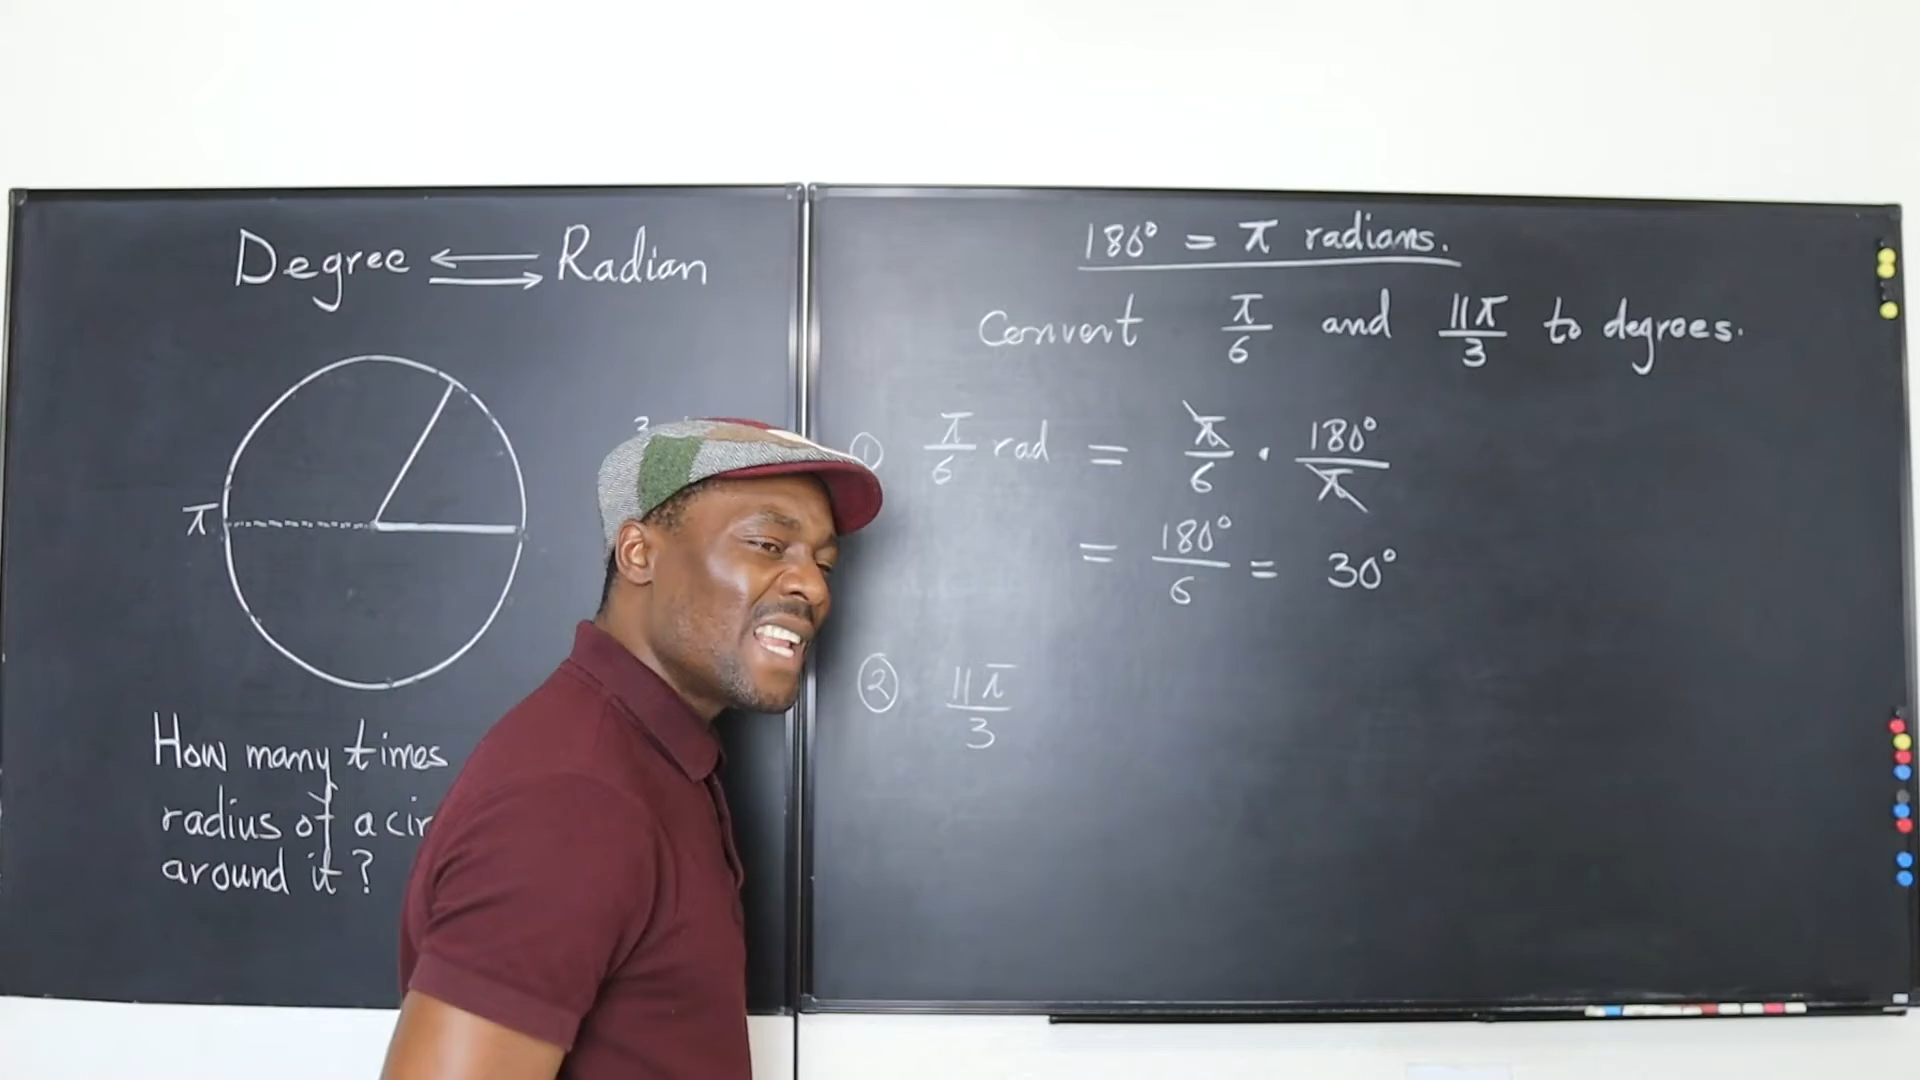 Degree ⇄ Radian
π
How many times
radius of a cir
around it?
180° = π radians.
Convert π/6 and 11π/3 to degrees.
① π/6 rad = π/6 · 180°/π
= 180°/6 = 30°
② 11π/3